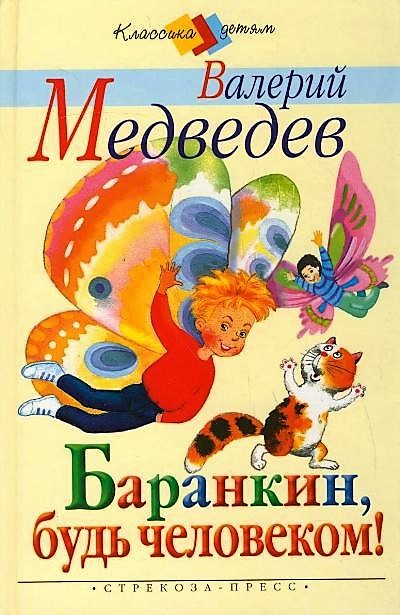 Классика детям
Валерий
Медведев
Баранкин,
будь человеком!
• СТРЕКОЗА-ПРЕСС •